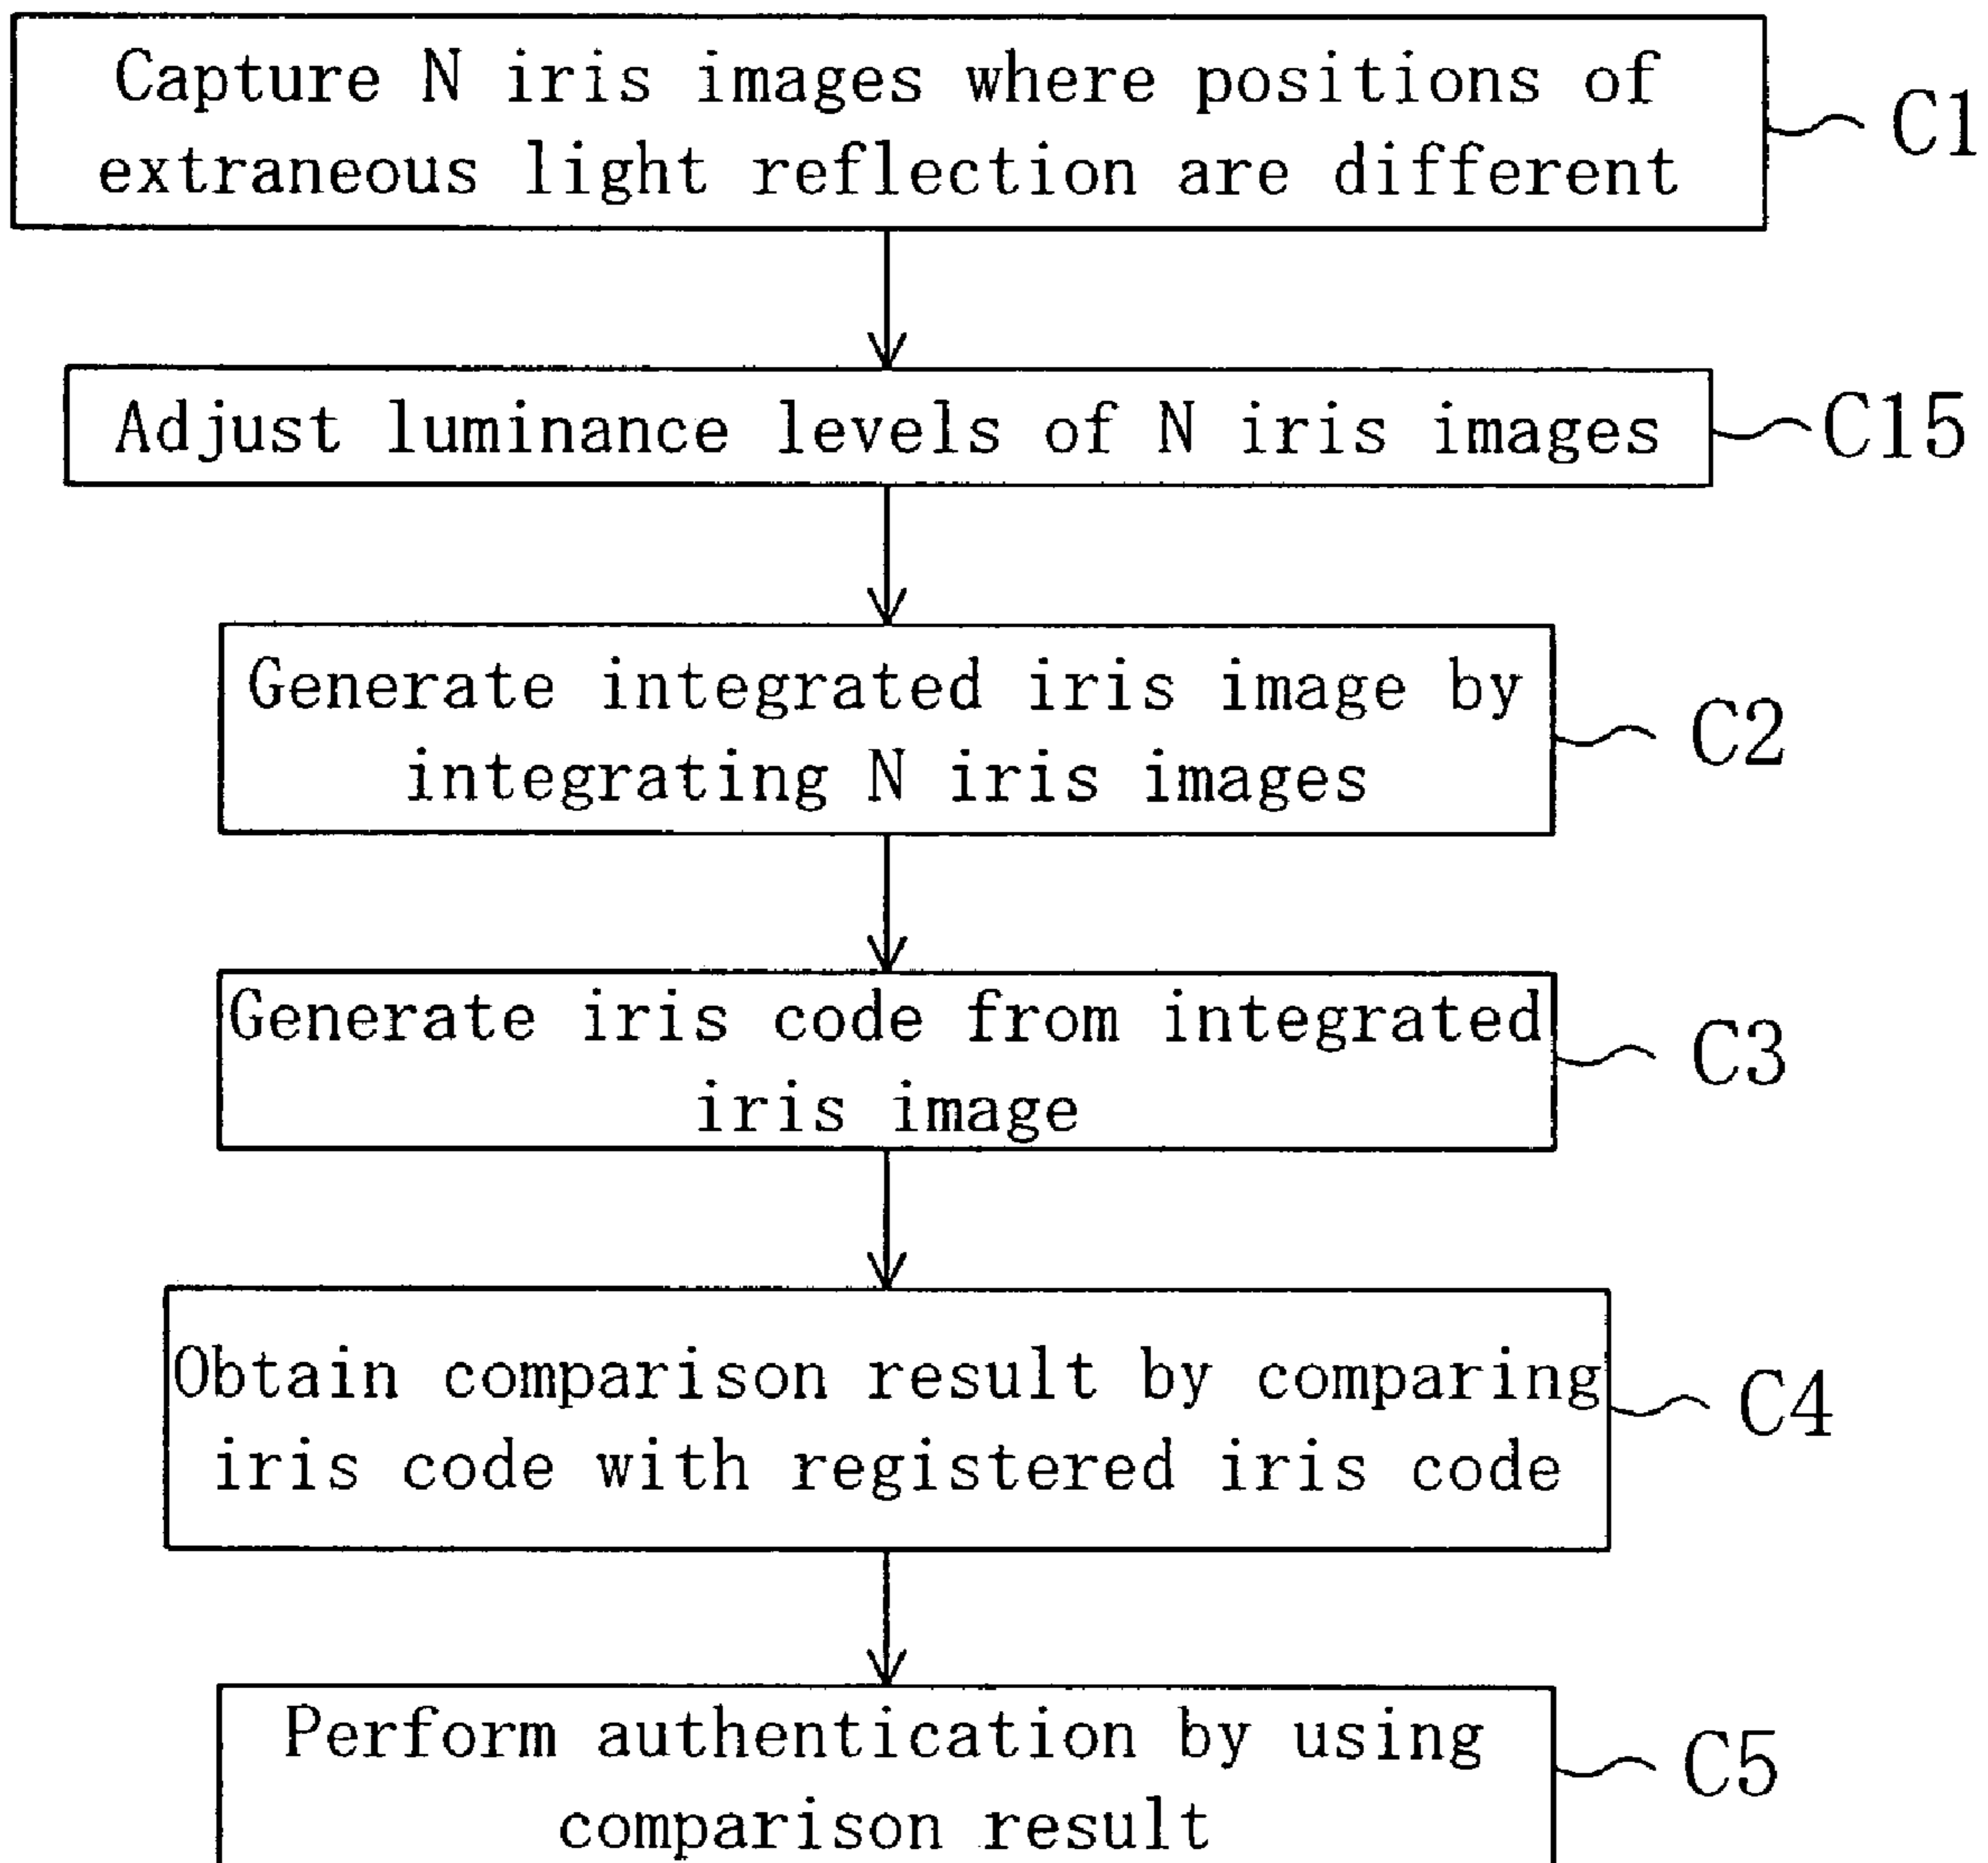 Capture N iris images where positions of
extraneous light reflection are different
C1
Adjust luminance levels of N iris images
C15
Generate integrated iris image by
integrating N iris images
C2
Generate iris code from integrated
iris image
C3
Obtain comparison result by comparing
iris code with registered iris code
C4
Perform authentication by using
comparison result
C5